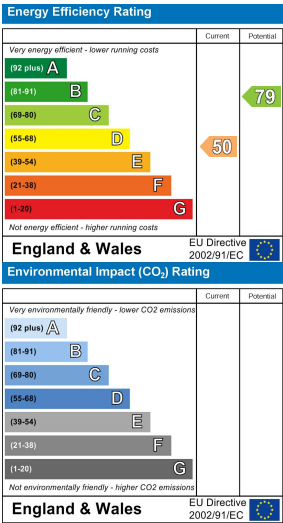 Energy Efficiency Rating
Current Potential
Very energy efficient - lower running costs
(92 plus) A
(81-91) B
(69-80) C
(55-68) D
(39-54) E
(21-38) F
(1-20) G
50
79
Not energy efficient - higher running costs
England & Wales
EU Directive
2002/91/EC
Environmental Impact (CO₂) Rating
Current Potential
Very environmentally friendly - lower CO2 emissions
(92 plus) A
(81-91) B
(69-80) C
(55-68) D
(39-54) E
(21-38) F
(1-20) G
Not environmentally friendly - higher CO2 emissions
England & Wales
EU Directive
2002/91/EC